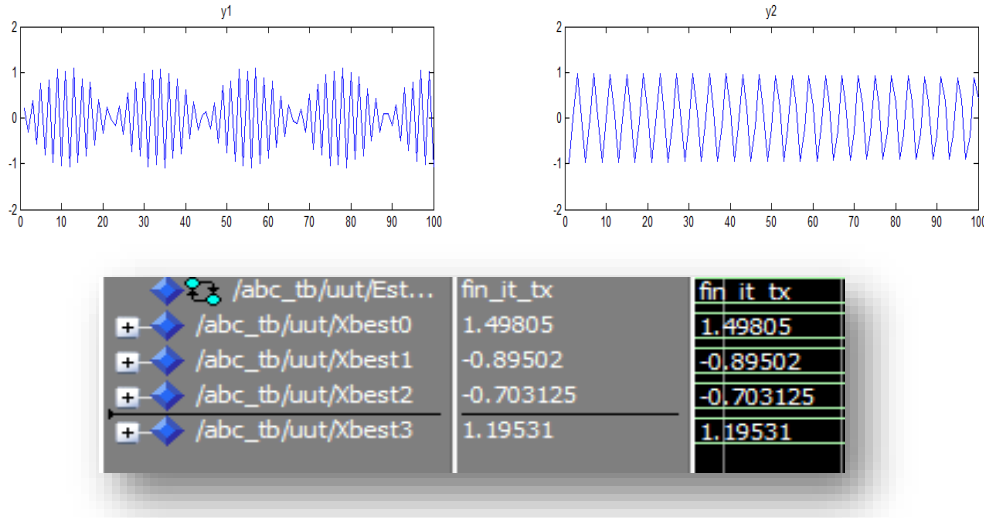 y1
2
1
0
-1
-2
0 10 20 30 40 50 60 70 80 90 100
y2
2
1
0
-1
-2
0 10 20 30 40 50 60 70 80 90 100
/abc_tb/uut/Est... fin_it_tx fin_it_tx
/abc_tb/uut/Xbest0 1.49805 1.49805
/abc_tb/uut/Xbest1 -0.89502 -0.89502
/abc_tb/uut/Xbest2 -0.703125 -0.703125
/abc_tb/uut/Xbest3 1.19531 1.19531